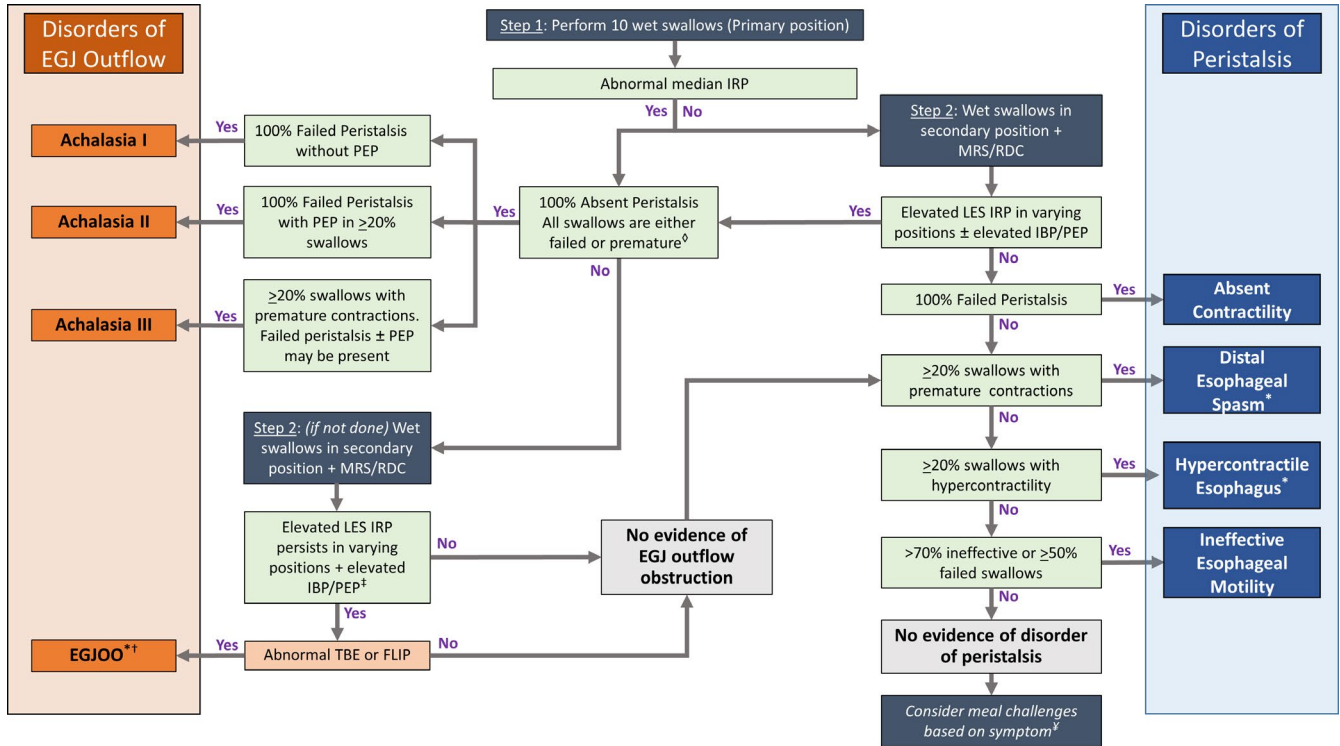 Disorders of
EGJ Outflow
Step 1: Perform 10 wet swallows (Primary position)
Disorders of
Peristalsis
Abnormal median IRP
Yes
No
Step 2: Wet swallows in
secondary position +
MRS/RDC
Achalasia I
Yes
100% Failed Peristalsis
without PEP
Achalasia II
Yes
100% Failed Peristalsis
with PEP in ≥20%
swallows
Yes
100% Absent Peristalsis
All swallows are either
failed or premature◊
Yes
Elevated LES IRP in varying
positions ± elevated IBP/PEP
No
No
Achalasia III
Yes
≥20% swallows with
premature contractions.
Failed peristalsis ± PEP
may be present
100% Failed Peristalsis
Yes
Absent
Contractility
No
≥20% swallows with
premature contractions
Yes
Distal
Esophageal
Spasm*
No
Step 2: (if not done) Wet
swallows in secondary
position + MRS/RDC
≥20% swallows with
hypercontractility
Yes
Hypercontractile
Esophagus*
No
Elevated LES IRP
persists in varying
positions + elevated
IBP/PEP‡
No
No evidence of
EGJ outflow
obstruction
>70% ineffective or ≥50%
failed swallows
Yes
Ineffective
Esophageal
Motility
Yes
No
EGJOO*†
Yes
Abnormal TBE or FLIP
No
No evidence of disorder
of peristalsis
Consider meal challenges
based on symptom¥